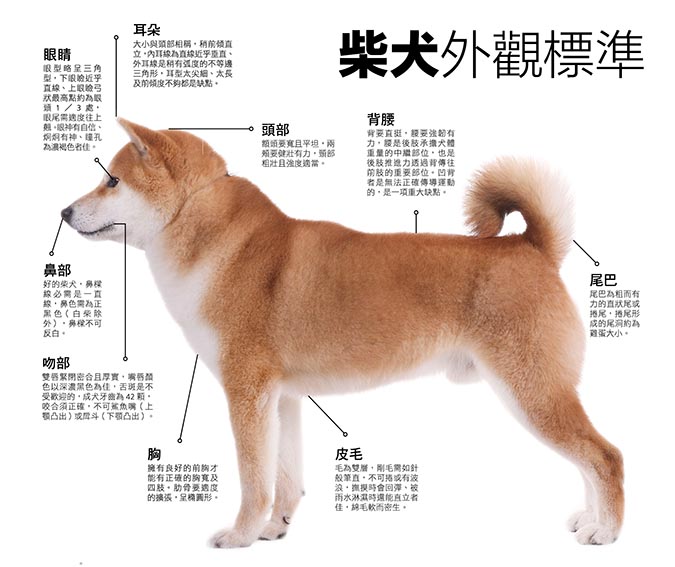 柴犬外觀標準
耳朵
大小與頭部相稱，稍前傾直
立，內耳緣為直線近乎垂直、
外耳緣是稍有弧度的不等邊
三角形，耳型太尖細、太長
及前傾度不夠都是缺點。
眼睛
眼型略呈三角
型，下眼瞼近乎
直線、上眼瞼弓
狀最高點約為眼
頭1/3處，
眼尾需適度往上
翹。眼神有自信、
炯炯有神、瞳孔
為濃褐色者佳。
頭部
額頭要寬且平坦，兩
頰要健壯有力，頸部
粗壯且強度適當。
背腰
背要直挺，腰要強韌有
力，腰是後肢承擔犬體
重量的中繼部位，也是
後肢推進力透過背傳往
前肢的重要部位。凹背
者是無法正確傳導運動
的，是一項重大缺點。
尾巴
尾巴為粗而有
力的直狀尾或
捲尾，捲尾形
成的尾洞約為
雞蛋大小。
鼻部
好的柴犬，鼻樑
線必需是一直
線，鼻色需為正
黑色（白柴除
外），鼻樑不可
反白。
吻部
雙唇緊閉密合且厚實，嘴唇顏
色以深濃黑色為佳，舌斑是不
受歡迎的，成犬牙齒為42顆，
咬合須正確，不可鯊魚嘴（上
顎凸出）或戽斗（下顎凸出）。
胸
擁有良好的前胸才
能有正確的胸寬及
四肢。肋骨要適度
的擴張，呈橢圓形。
皮毛
毛為雙層，剛毛需如針
般筆直，不可捲或有波
浪，撫摸時會回彈，被
雨水淋濕時還能直立者
佳，綿毛軟而密生。